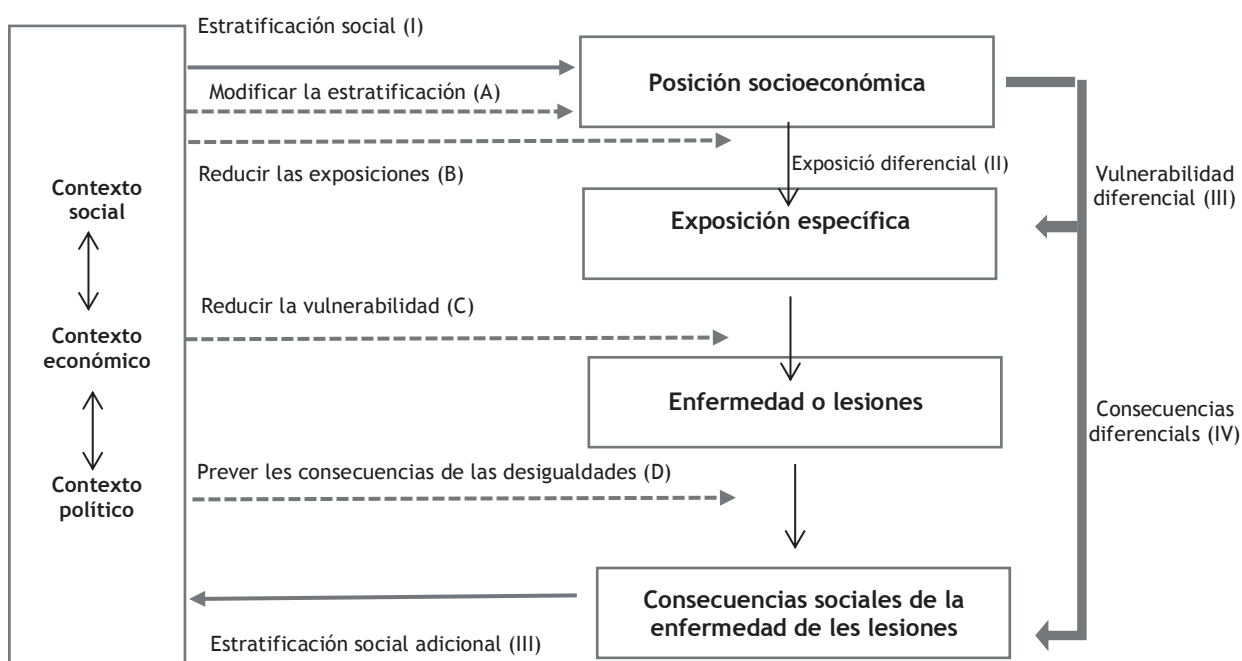 Estratificación social (I)
Posición socioeconómica
Modificar la estratificación (A)
Reducir las exposiciones (B)
Exposició diferencial (II)
Vulnerabilidad
diferencial (III)
Contexto
social
Exposición específica
Reducir la vulnerabilidad (C)
Contexto
económico
Enfermedad o lesiones
Consecuencias
diferencials (IV)
Prever les consecuencias de las desigualdades (D)
Contexto
político
Consecuencias sociales de la
enfermedad de les lesiones
Estratificación social adicional (III)